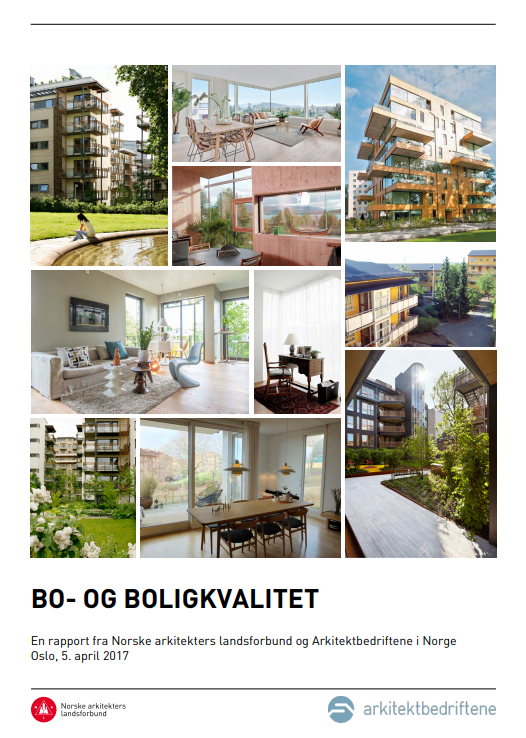 BO- OG BOLIGKVALITET
En rapport fra Norske arkitekters landsforbund og Arkitektbedriftene i Norge
Oslo, 5. april 2017
Norske arkitekters
landsforbund
arkitektbedriftene